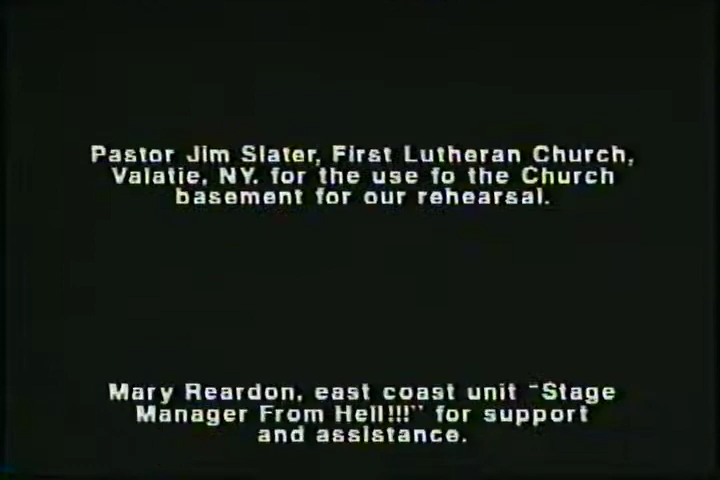 Pastor Jim Slater, First Lutheran Church,
Valatie, NY. for the use fo the Church
basement for our rehearsal.
Mary Reardon, east coast unit "Stage
Manager From Hell!!!" for support
and assistance.